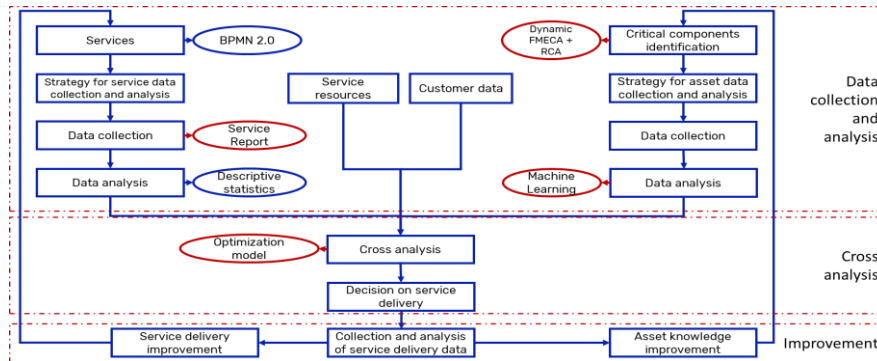 Services
BPMN 2.0
Dynamic
FMECA +
RCA
Critical components
identification
Strategy for service data
collection and analysis
Service
resources
Customer data
Strategy for asset data
collection and analysis
Data
collection
and
analysis
Data collection
Service
Report
Data collection
Data analysis
Descriptive
statistics
Machine
Learning
Data analysis
Optimization
model
Cross analysis
Cross
analysis
Decision on service
delivery
Service delivery
improvement
Collection and analysis
of service delivery data
Asset knowledge
improvement
Improvement